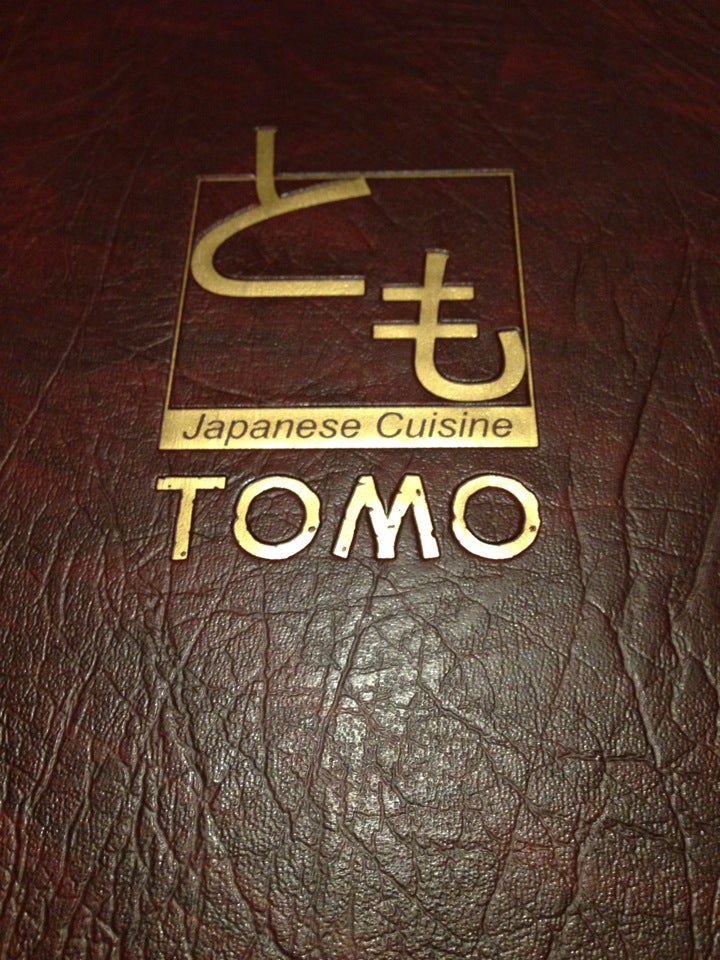 とも
Japanese Cuisine
TOMO